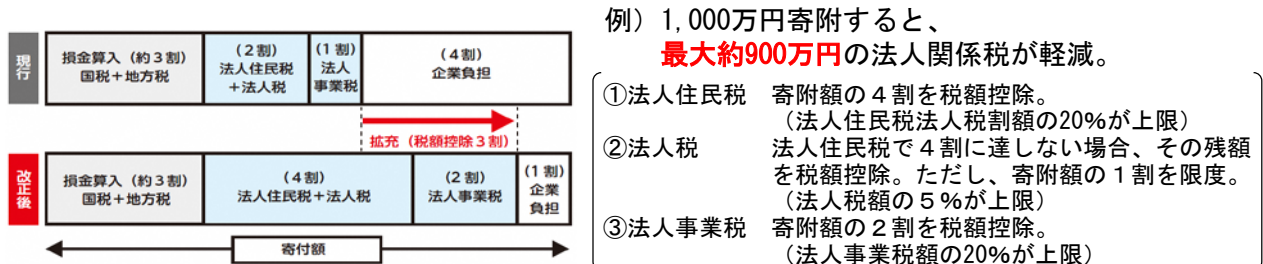 現行
損金算入（約３割）
国税＋地方税
（２割）
法人住民税
＋法人税
（１割）
法人
事業税
（４割）
企業負担
拡充（税額控除３割）
改正後
損金算入（約３割）
国税＋地方税
（４割）
法人住民税＋法人税
（２割）
法人事業税
（１割）
企業
負担
寄付額
例）1,000万円寄附すると、
最大約900万円の法人関係税が軽減。
①法人住民税　寄附額の４割を税額控除。
（法人住民税法人税割額の20%が上限）
②法人税　法人住民税で４割に達しない場合、その残額
を税額控除。ただし、寄附額の１割を限度。
（法人税額の５%が上限）
③法人事業税　寄附額の２割を税額控除。
（法人事業税額の20%が上限）